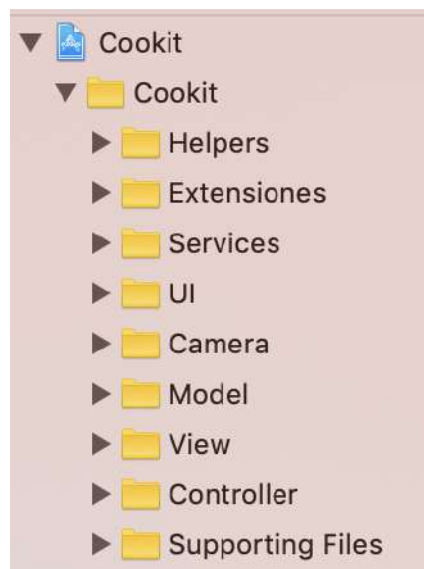 Cookit
Cookit
Helpers
Extensiones
Services
UI
Camera
Model
View
Controller
Supporting Files